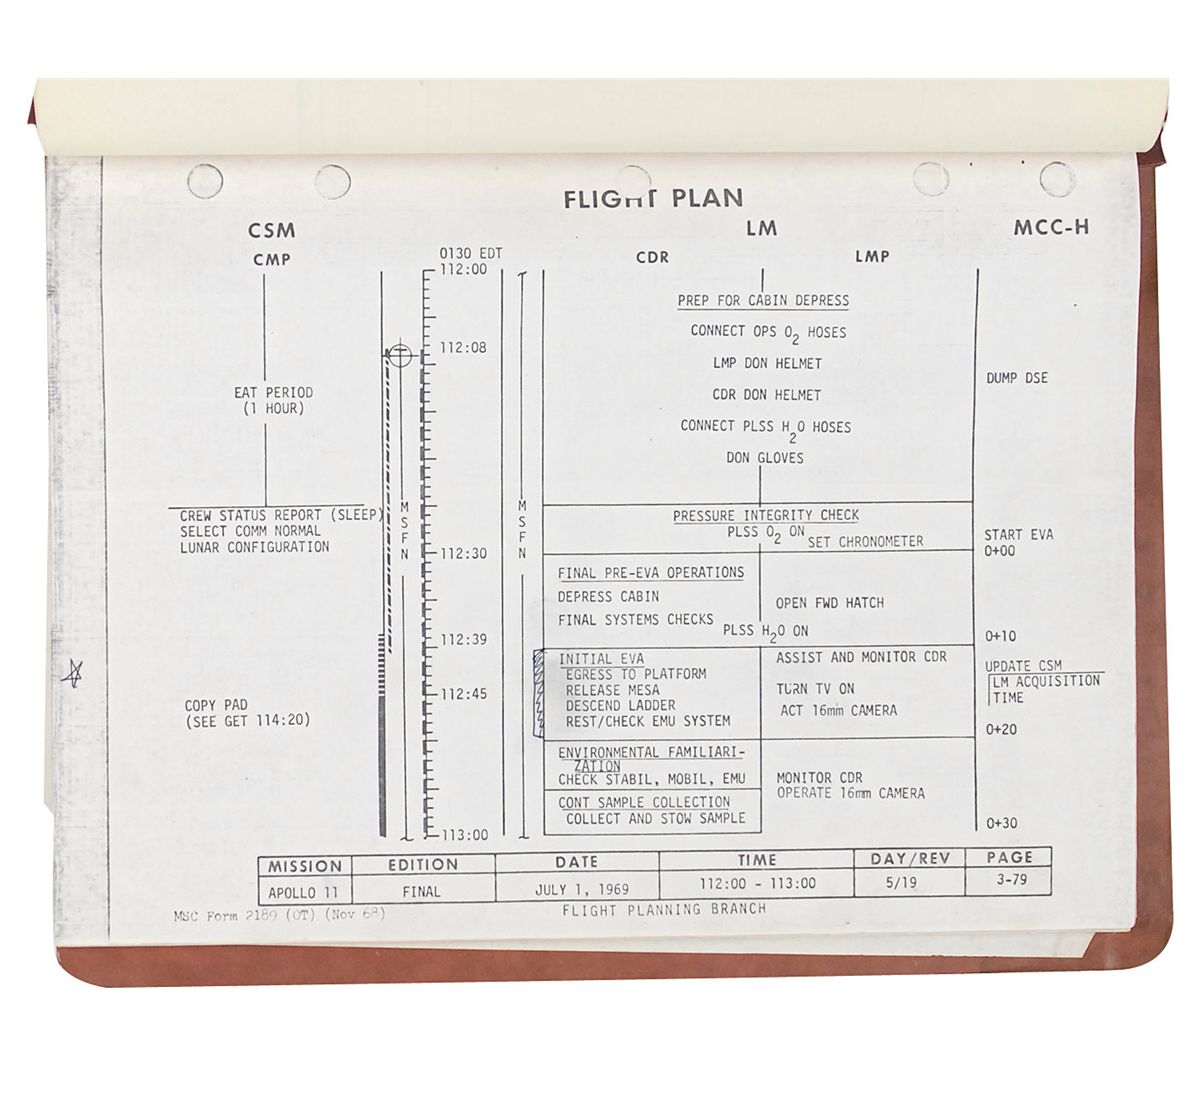 FLIGHT PLAN
CSM
LM
MCC-H
CMP
0130 EDT
CDR
LMP
112:00
PREP FOR CABIN DEPRESS
CONNECT OPS O2 HOSES
112:08
LMP DON HELMET
DUMP DSE
EAT PERIOD
(1 HOUR)
CDR DON HELMET
CONNECT PLSS H2O HOSES
DON GLOVES
CREW STATUS REPORT (SLEEP)
SELECT COMM NORMAL
LUNAR CONFIGURATION
MSFN
MSFN
PRESSURE INTEGRITY CHECK
PLSS O2 ON
SET CHRONOMETER
START EVA
0+00
112:30
FINAL PRE-EVA OPERATIONS
DEPRESS CABIN
OPEN FWD HATCH
FINAL SYSTEMS CHECKS
PLSS H2O ON
112:39
0+10
INITIAL EVA
EGRESS TO PLATFORM
RELEASE MESA
DESCEND LADDER
REST/CHECK EMU SYSTEM
ASSIST AND MONITOR CDR
TURN TV ON
ACT 16mm CAMERA
UPDATE CSM
LM ACQUISITION
TIME
112:45
COPY PAD
(SEE GET 114:20)
0+20
ENVIRONMENTAL FAMILIARI-
ZATION
CHECK STABIL, MOBIL, EMU
MONITOR CDR
OPERATE 16mm CAMERA
CONT SAMPLE COLLECTION
COLLECT AND STOW SAMPLE
0+30
113:00
MISSION EDITION DATE TIME DAY/REV PAGE
APOLLO 11 FINAL JULY 1, 1969 112:00 - 113:00 5/19 3-79
MSC Form 2189 (OT) (Nov 68)
FLIGHT PLANNING BRANCH